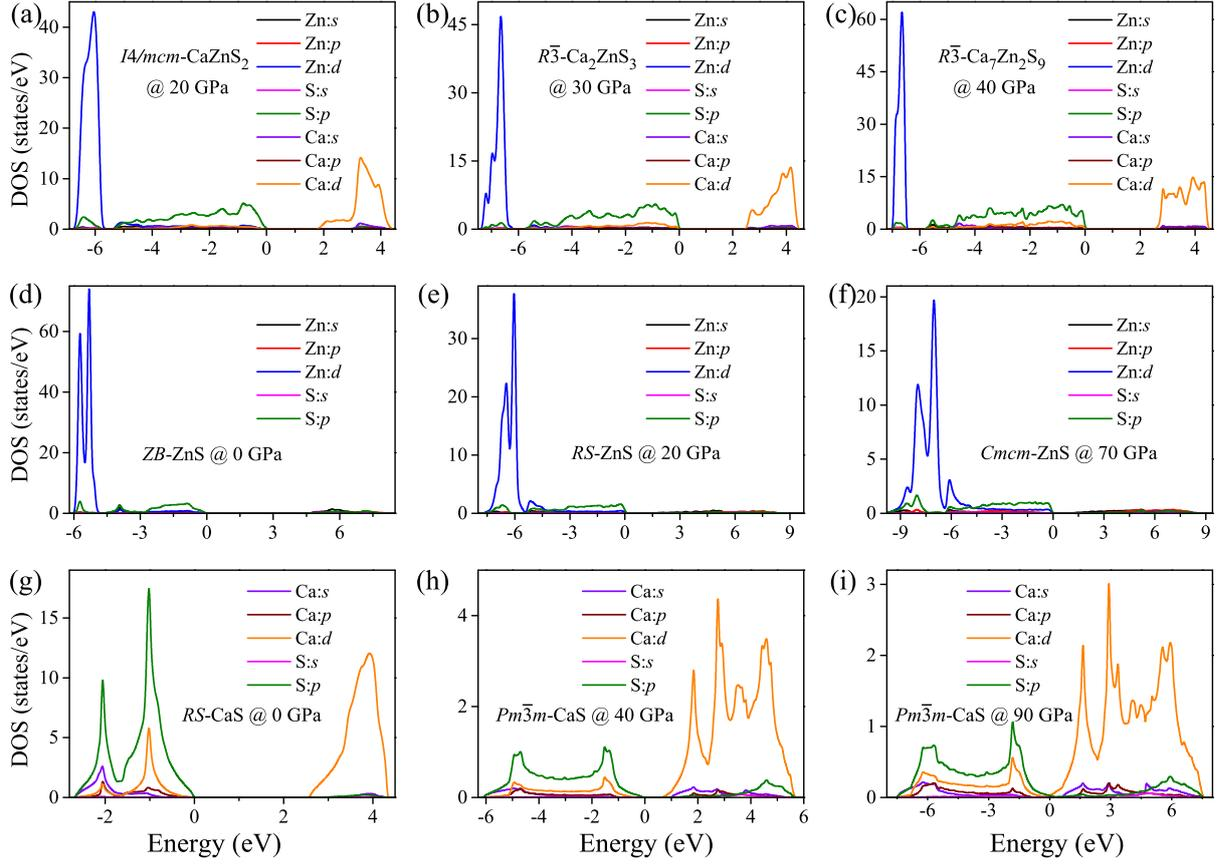 (a)
I4/mcm-CaZnS₂
@ 20 GPa
Zn:s
Zn:p
Zn:d
S:s
S:p
Ca:s
Ca:p
Ca:d
DOS (states/eV)
40
30
20
10
0
-6 -4 -2 0 2 4
(b)
R3̅-Ca₂ZnS₃
@ 30 GPa
Zn:s
Zn:p
Zn:d
S:s
S:p
Ca:s
Ca:p
Ca:d
45
30
15
0
-6 -4 -2 0 2 4
(c)
R3̅-Ca₇Zn₂S₉
@ 40 GPa
Zn:s
Zn:p
Zn:d
S:s
S:p
Ca:s
Ca:p
Ca:d
60
45
30
15
0
-6 -4 -2 0 2 4
(d)
Zn:s
Zn:p
Zn:d
S:s
S:p
ZB-ZnS @ 0 GPa
DOS (states/eV)
60
40
20
0
-6 -3 0 3 6
(e)
Zn:s
Zn:p
Zn:d
S:s
S:p
RS-ZnS @ 20 GPa
30
20
10
0
-6 -3 0 3 6 9
(f)
Zn:s
Zn:p
Zn:d
S:s
S:p
Cmcm-ZnS @ 70 GPa
20
15
10
5
0
-9 -6 -3 0 3 6 9
(g)
Ca:s
Ca:p
Ca:d
S:s
S:p
RS-CaS @ 0 GPa
DOS (states/eV)
15
10
5
0
-2 0 2 4
Energy (eV)
(h)
Ca:s
Ca:p
Ca:d
S:s
S:p
Pm3̅m-CaS @ 40 GPa
4
2
0
-6 -4 -2 0 2 4 6
Energy (eV)
(i)
Ca:s
Ca:p
Ca:d
S:s
S:p
Pm3̅m-CaS @ 90 GPa
3
2
1
0
-6 -3 0 3 6
Energy (eV)